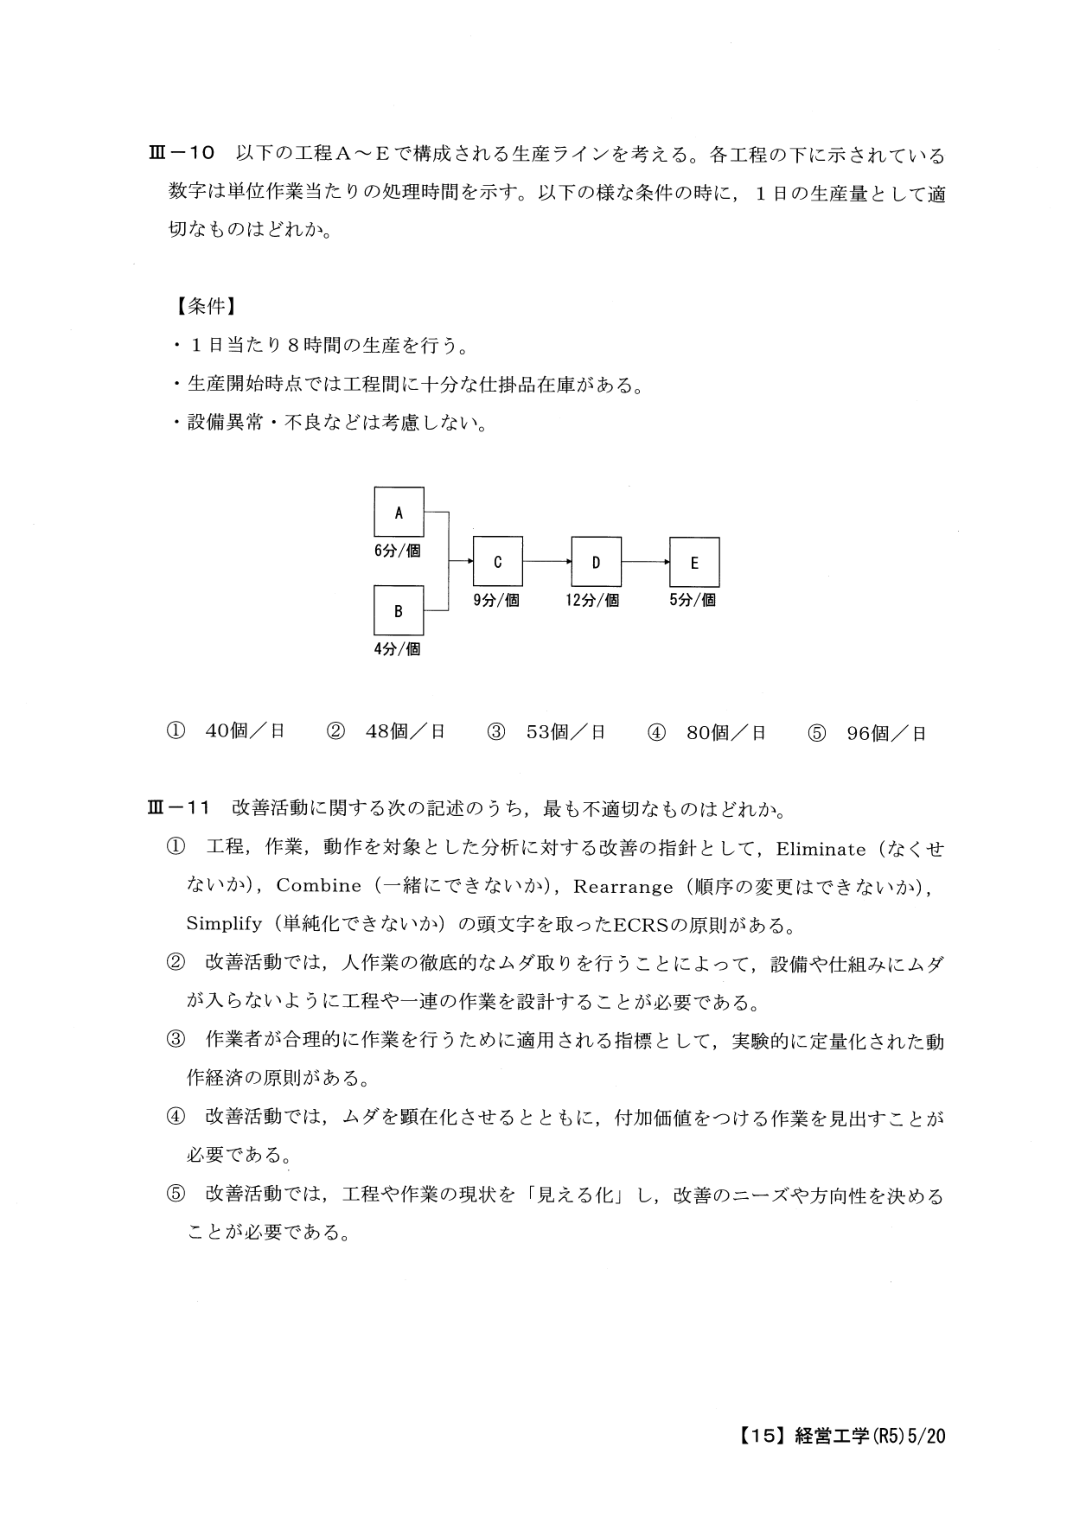 Ⅲ－10　以下の工程Ａ～Ｅで構成される生産ラインを考える。各工程の下に示されている
数字は単位作業当たりの処理時間を示す。以下の様な条件の時に，１日の生産量として適
切なものはどれか。
【条件】
・１日当たり８時間の生産を行う。
・生産開始時点では工程間に十分な仕掛品在庫がある。
・設備異常・不良などは考慮しない。
A
6分/個
B
4分/個
C
9分/個
D
12分/個
E
5分/個
①　40個／日　　②　48個／日　　③　53個／日　　④　80個／日　　⑤　96個／日
Ⅲ－11　改善活動に関する次の記述のうち，最も不適切なものはどれか。
①　工程，作業，動作を対象とした分析に対する改善の指針として，Eliminate（なくせ
ないか），Combine（一緒にできないか），Rearrange（順序の変更はできないか），
Simplify（単純化できないか）の頭文字を取ったECRSの原則がある。
②　改善活動では，人作業の徹底的なムダ取りを行うことによって，設備や仕組みにムダ
が入らないように工程や一連の作業を設計することが必要である。
③　作業者が合理的に作業を行うために適用される指標として，実験的に定量化された動
作経済の原則がある。
④　改善活動では，ムダを顕在化させるとともに，付加価値をつける作業を見出すことが
必要である。
⑤　改善活動では，工程や作業の現状を「見える化」し，改善のニーズや方向性を決める
ことが必要である。
【15】経営工学(R5)5/20